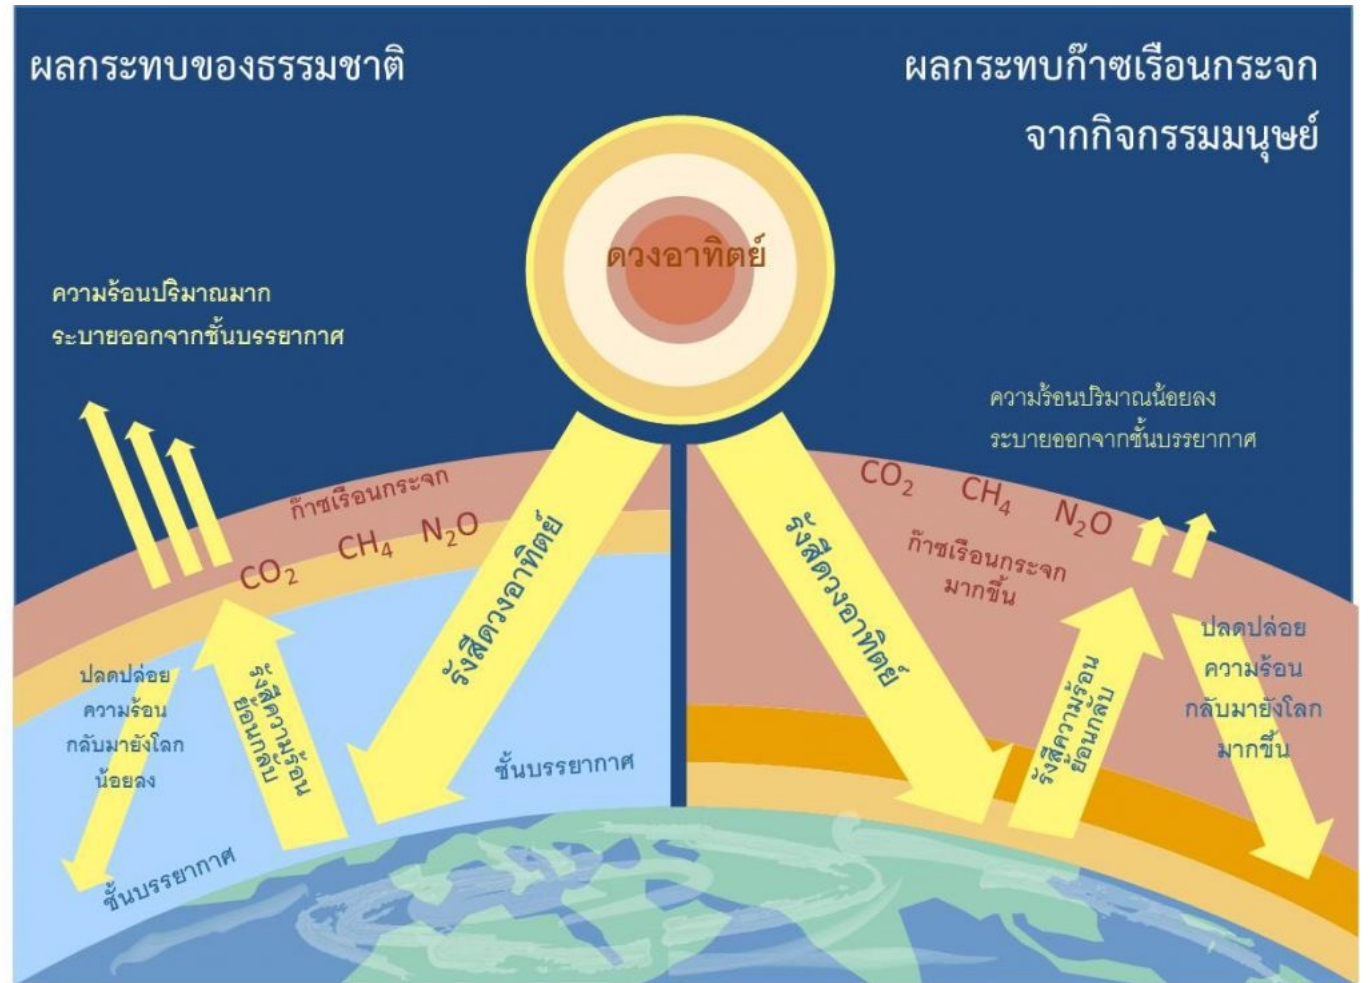 ผลกระทบของธรรมชาติ
ผลกระทบก๊าซเรือนกระจก
จากกิจกรรมมนุษย์
ดวงอาทิตย์
ความร้อนปริมาณมาก
ระบายออกจากชั้นบรรยากาศ
ความร้อนปริมาณน้อยลง
ระบายออกจากชั้นบรรยากาศ
ก๊าซเรือนกระจก
CO₂ CH₄ N₂O
รังสีดวงอาทิตย์
ปลดปล่อย
ความร้อน
กลับมายังโลก
น้อยลง
รังสีความร้อน
ย้อนกลับ
ชั้นบรรยากาศ
ชั้นบรรยากาศ
CO₂ CH₄ N₂O
ก๊าซเรือนกระจก
มากขึ้น
รังสีดวงอาทิตย์
รังสีความร้อน
ย้อนกลับ
ปลดปล่อย
ความร้อน
กลับมายังโลก
มากขึ้น